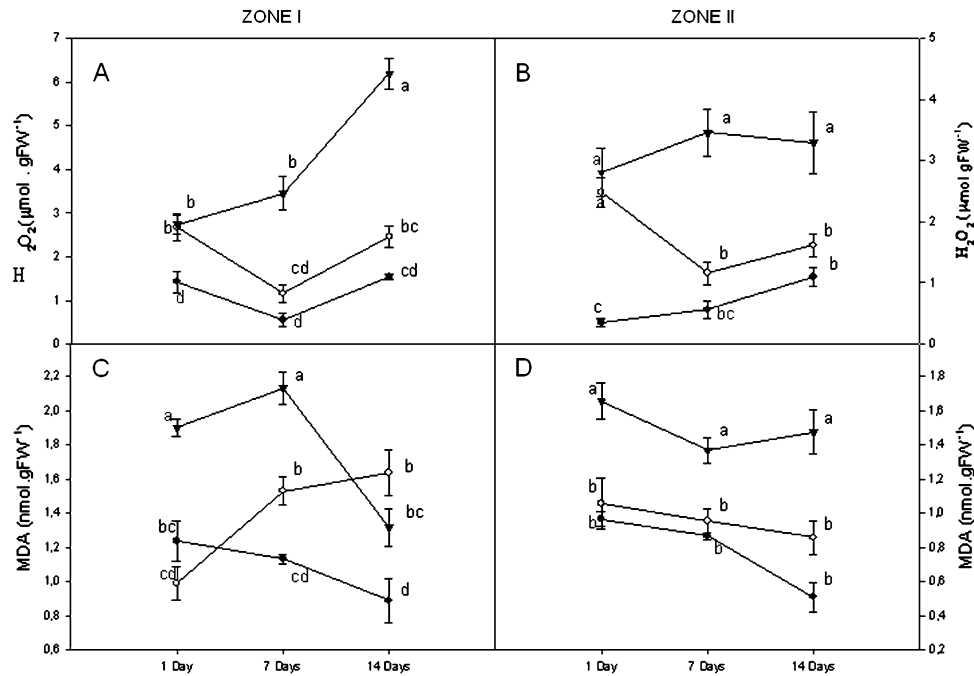 ZONE I
ZONE II
A
7
6
5
4
3
2
1
0
H₂O₂ (µmol . gFW⁻¹)
b
b
a
b
cd
bc
d
d
cd
B
5
4
3
2
1
0
H₂O₂ (µmol gFW⁻¹)
a
a
a
a
b
b
c
bc
b
C
2,2
2,0
1,8
1,6
1,4
1,2
1,0
0,8
0,6
MDA (nmol.gFW⁻¹)
a
a
b
b
bc
bc
cd
cd
d
1 Day
7 Days
14 Days
D
1,8
1,6
1,4
1,2
1,0
0,8
0,6
0,4
0,2
MDA (nmol.gFW⁻¹)
a
a
a
b
b
b
b
b
b
1 Day
7 Days
14 Days